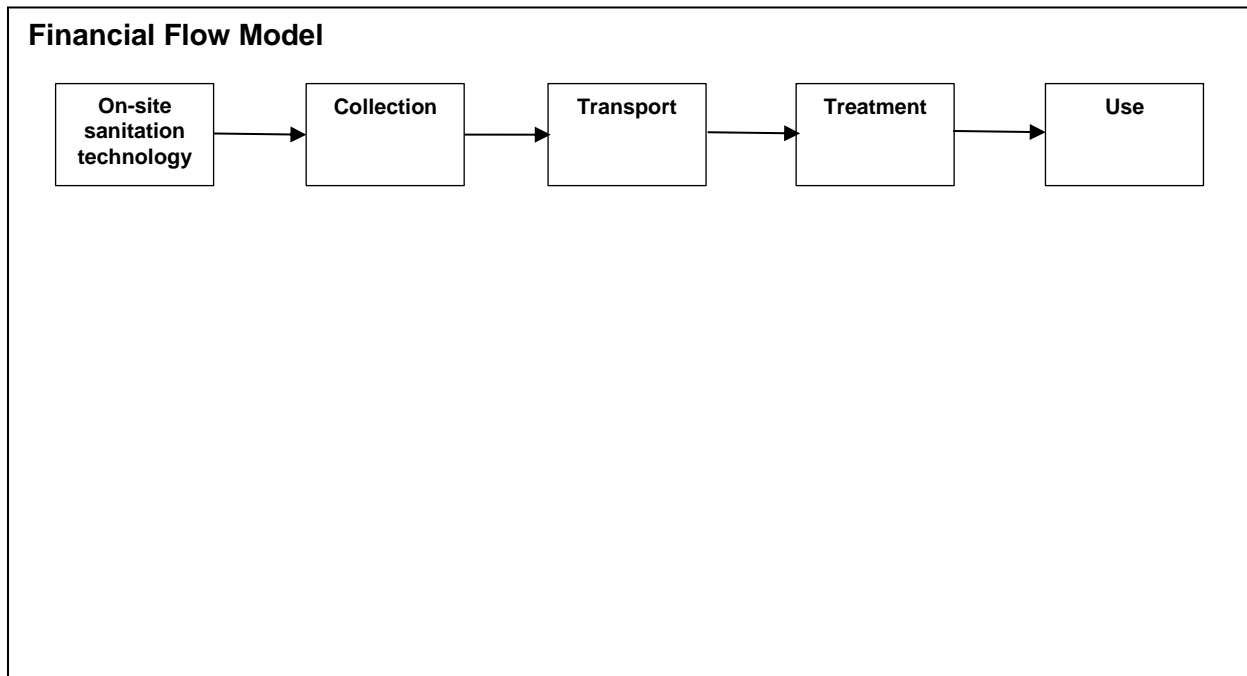 Financial Flow Model
On-site
sanitation
technology
Collection
Transport
Treatment
Use